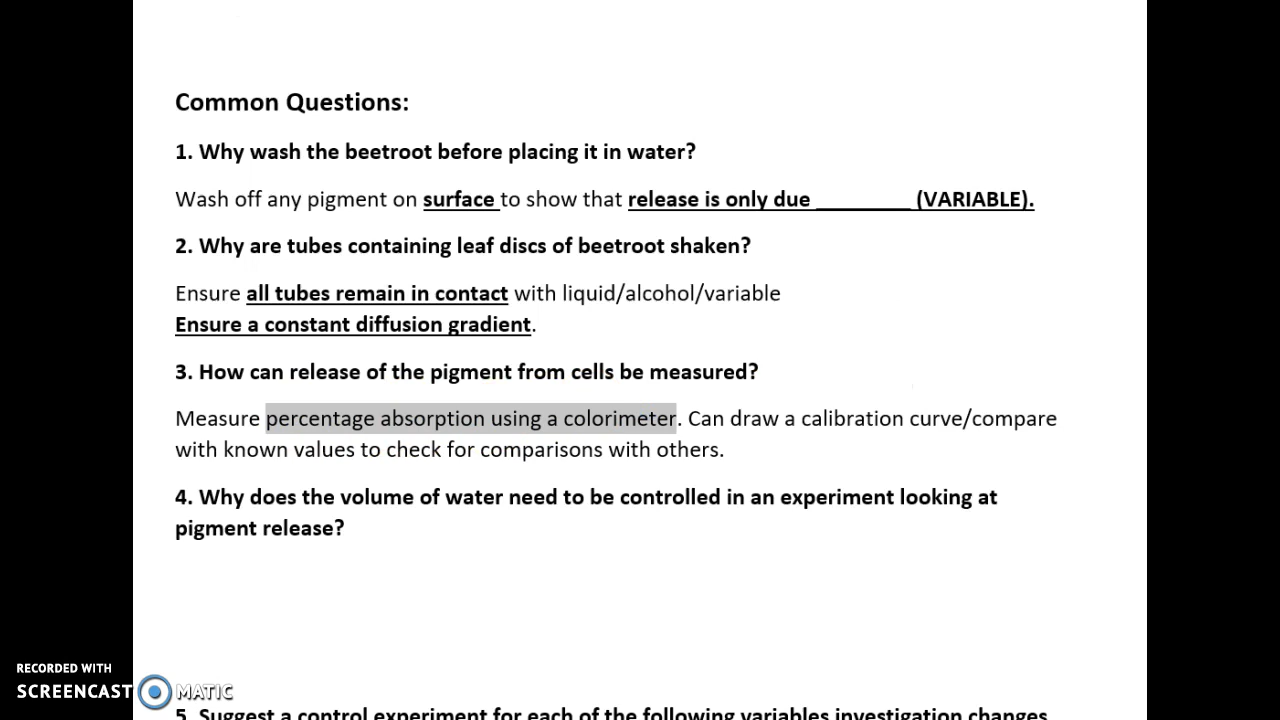 Common Questions:
1. Why wash the beetroot before placing it in water?
Wash off any pigment on surface to show that release is only due ________ (VARIABLE).
2. Why are tubes containing leaf discs of beetroot shaken?
Ensure all tubes remain in contact with liquid/alcohol/variable
Ensure a constant diffusion gradient.
3. How can release of the pigment from cells be measured?
Measure percentage absorption using a colorimeter. Can draw a calibration curve/compare
with known values to check for comparisons with others.
4. Why does the volume of water need to be controlled in an experiment looking at
pigment release?
RECORDED WITH
SCREENCAST MATIC
5. Suggest a control experiment for each of the following variables investigation changes